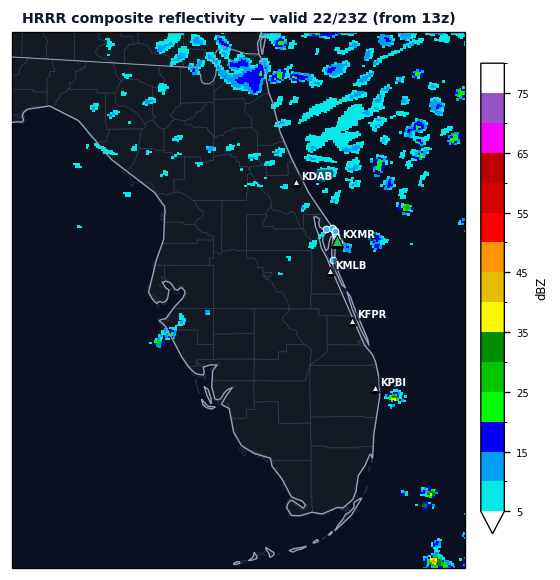 HRRR composite reflectivity — valid 22/23Z (from 13z)
KDAB
KXMR
KMLB
KFPR
KPBI
75
65
55
45
35
25
15
5
dBZ